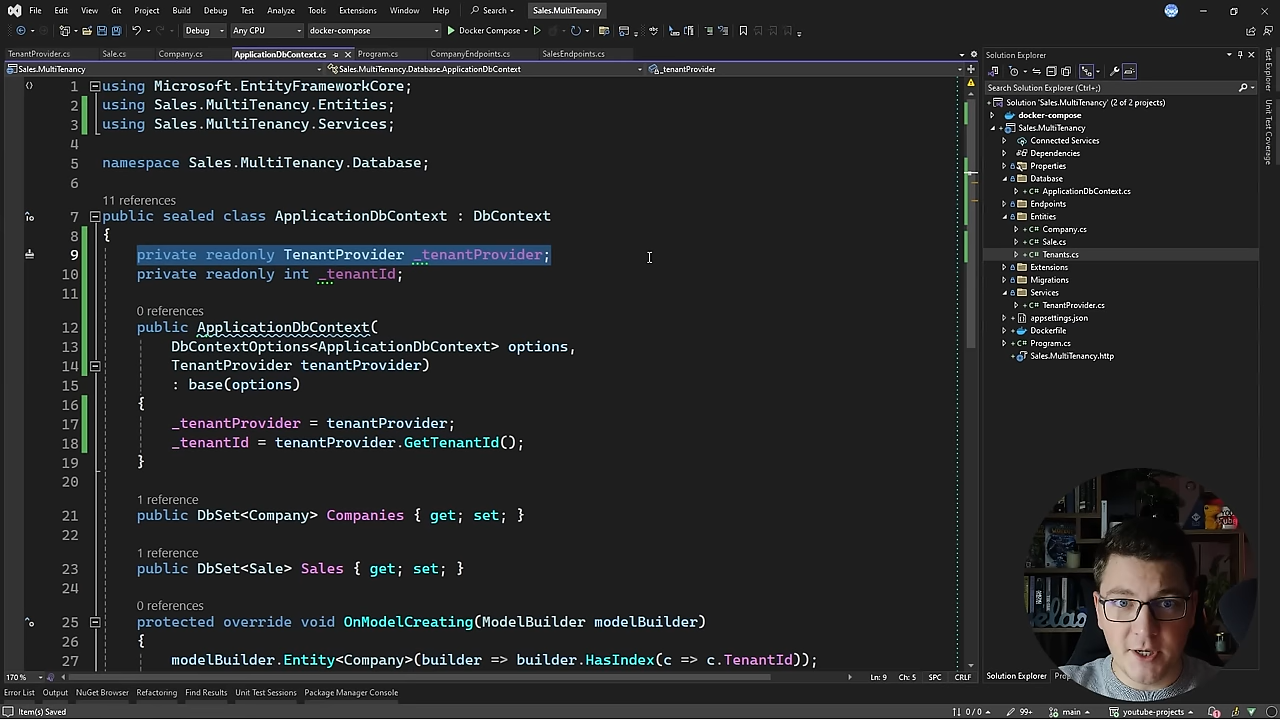 File Edit View Git Project Build Debug Test Analyze Tools Extensions Window Help Search Sales.MultiTenancy
Debug Any CPU docker-compose Docker Compose
TenantProvider.cs Sale.cs Company.cs ApplicationDbContext.cs Program.cs CompanyEndpoints.cs SalesEndpoints.cs
Sales.MultiTenancy Sales.MultiTenancy.Database.ApplicationDbContext _tenantProvider
1 using Microsoft.EntityFrameworkCore;
2 using Sales.MultiTenancy.Entities;
3 using Sales.MultiTenancy.Services;
4
5 namespace Sales.MultiTenancy.Database;
6
11 references
7 public sealed class ApplicationDbContext : DbContext
8 {
9 private readonly TenantProvider _tenantProvider;
10 private readonly int _tenantId;
11
0 references
12 public ApplicationDbContext(
13 DbContextOptions<ApplicationDbContext> options,
14 TenantProvider tenantProvider)
15 : base(options)
16 {
17 _tenantProvider = tenantProvider;
18 _tenantId = tenantProvider.GetTenantId();
19 }
20
1 reference
21 public DbSet<Company> Companies { get; set; }
22
1 reference
23 public DbSet<Sale> Sales { get; set; }
24
0 references
25 protected override void OnModelCreating(ModelBuilder modelBuilder)
26 {
27 modelBuilder.Entity<Company>(builder => builder.HasIndex(c => c.TenantId));
170 % Ln: 9 Ch: 5 SPC CRLF
Solution Explorer
Search Solution Explorer (Ctrl+;)
Solution 'Sales.MultiTenancy' (2 of 2 projects)
docker-compose
Sales.MultiTenancy
Connected Services
Dependencies
Properties
Database
ApplicationDbContext.cs
Endpoints
Entities
Company.cs
Sale.cs
Tenants.cs
Extensions
Migrations
Services
TenantProvider.cs
appsettings.json
Dockerfile
Program.cs
Sales.MultiTenancy.http
Solution Explorer
Test Explorer
Unit Test Coverage
Error List Output NuGet Browser Refactoring Find Results Unit Test Sessions Package Manager Console
Item(s) Saved 0 / 0 99+ main youtube-projects